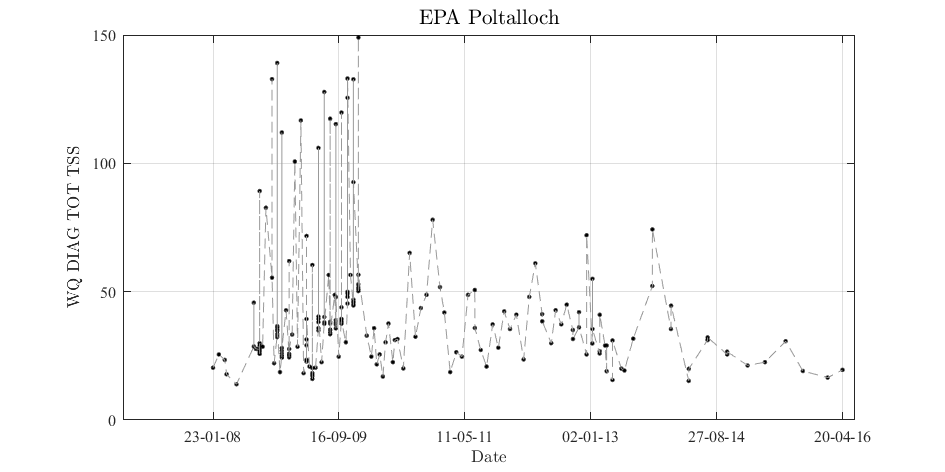 EPA Poltalloch
150
100
50
0
WQ DIAG TOT TSS
23-01-08 16-09-09 11-05-11 02-01-13 27-08-14 20-04-16
Date